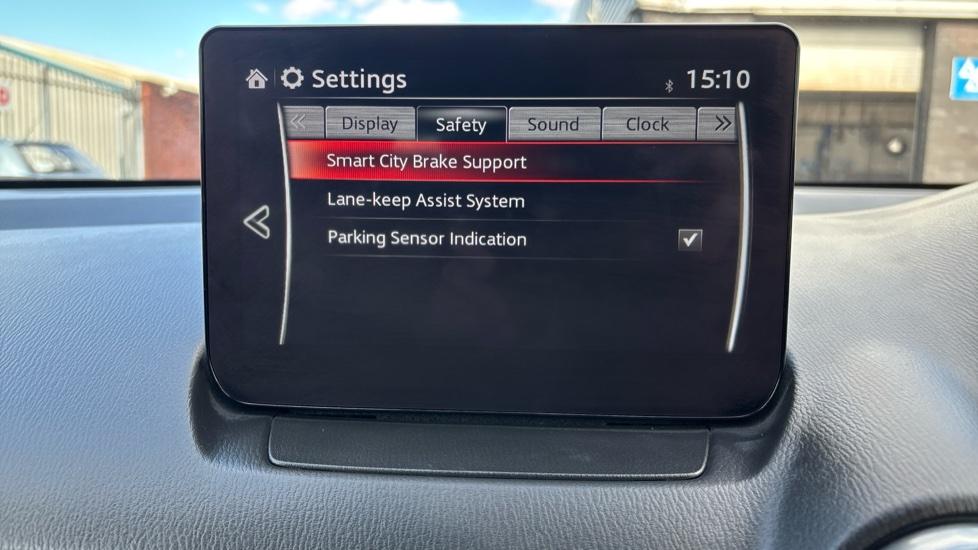 Settings 15:10
« Display Safety Sound Clock »
Smart City Brake Support
Lane-keep Assist System
Parking Sensor Indication